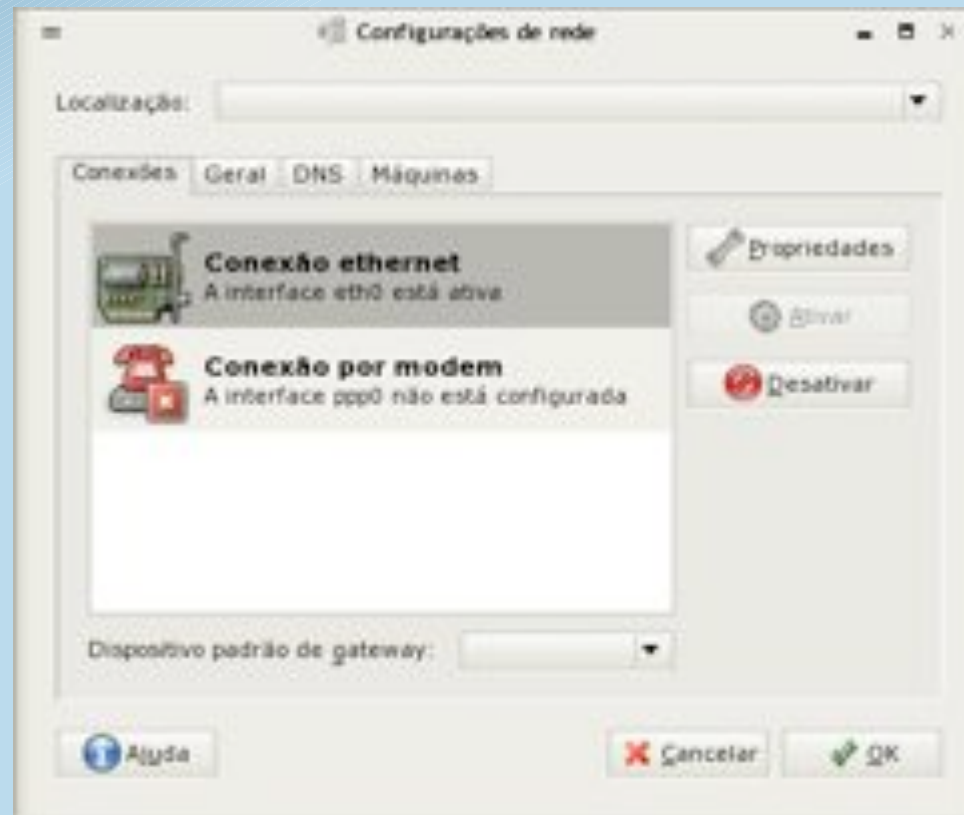 Configurações de rede
Localização:
Conexões Geral DNS Máquinas
Conexão ethernet
A interface eth0 está ativa
Propriedades
Ativar
Conexão por modem
A interface ppp0 não está configurada
Desativar
Dispositivo padrão de gateway:
Ajuda Cancelar OK